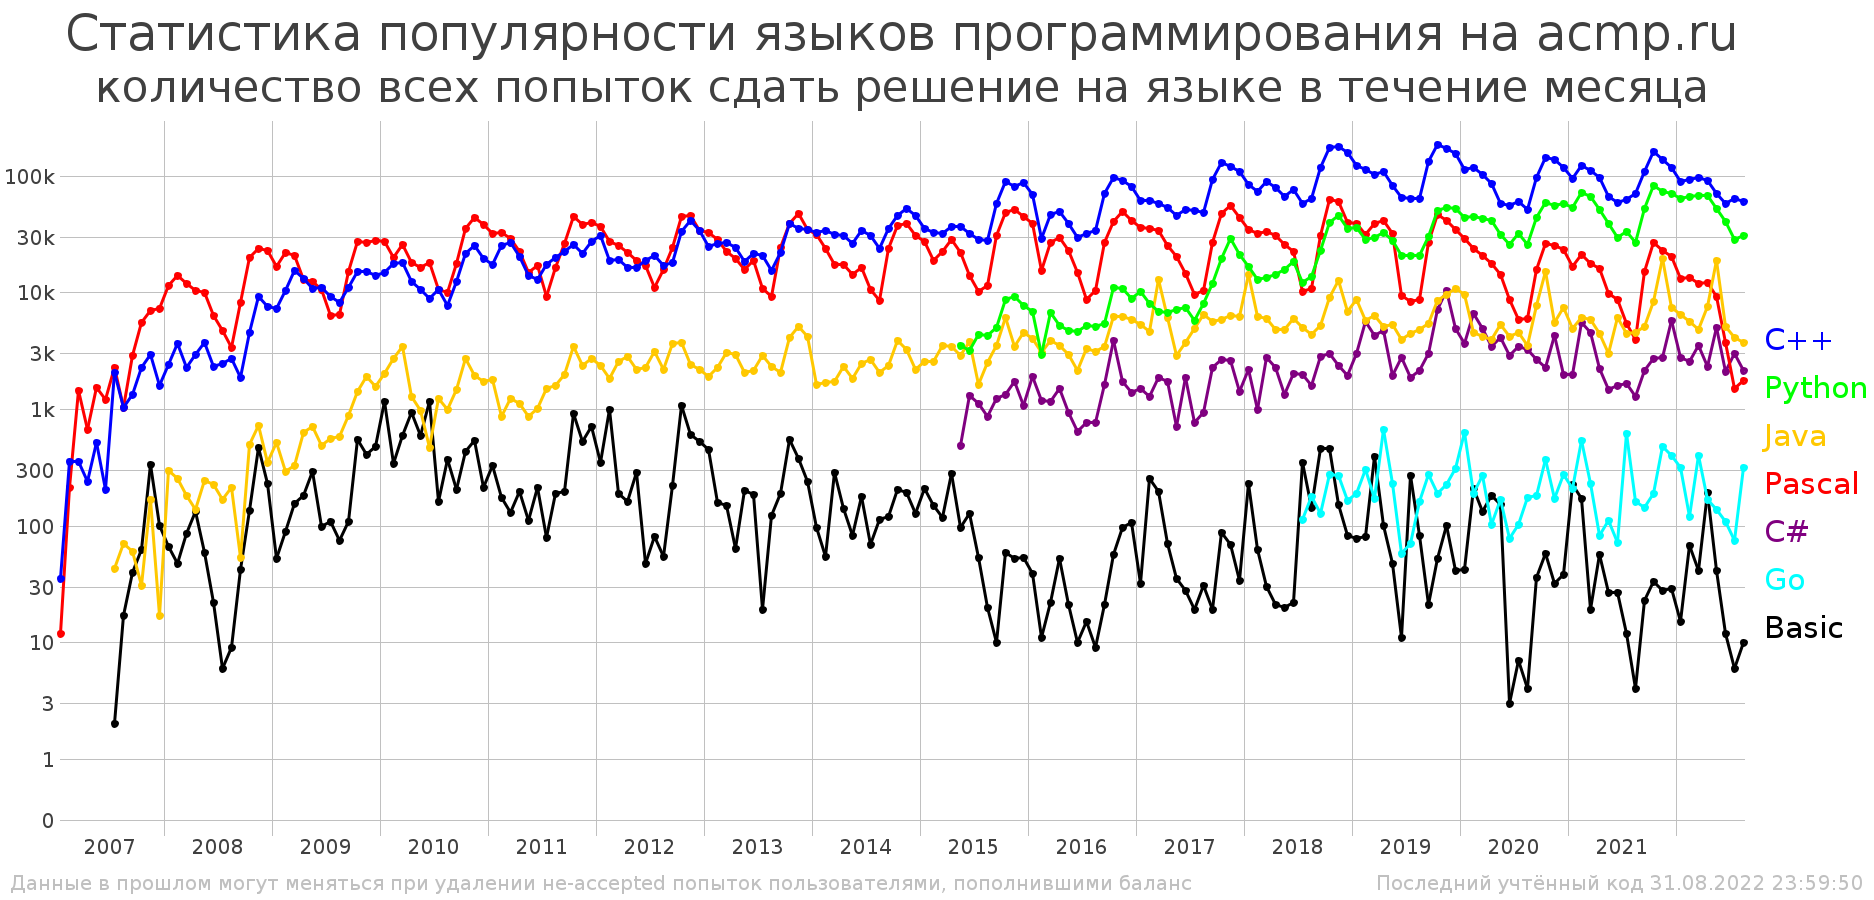 Статистика популярности языков программирования на acmp.ru
количество всех попыток сдать решение на языке в течение месяца
100k
30k
10k
3k
1k
300
100
30
10
3
1
0
C++
Python
Java
Pascal
C#
Go
Basic
2007 2008 2009 2010 2011 2012 2013 2014 2015 2016 2017 2018 2019 2020 2021
Данные в прошлом могут меняться при удалении не-accepted попыток пользователями, пополнившими баланс
Последний учтённый код 31.08.2022 23:59:50